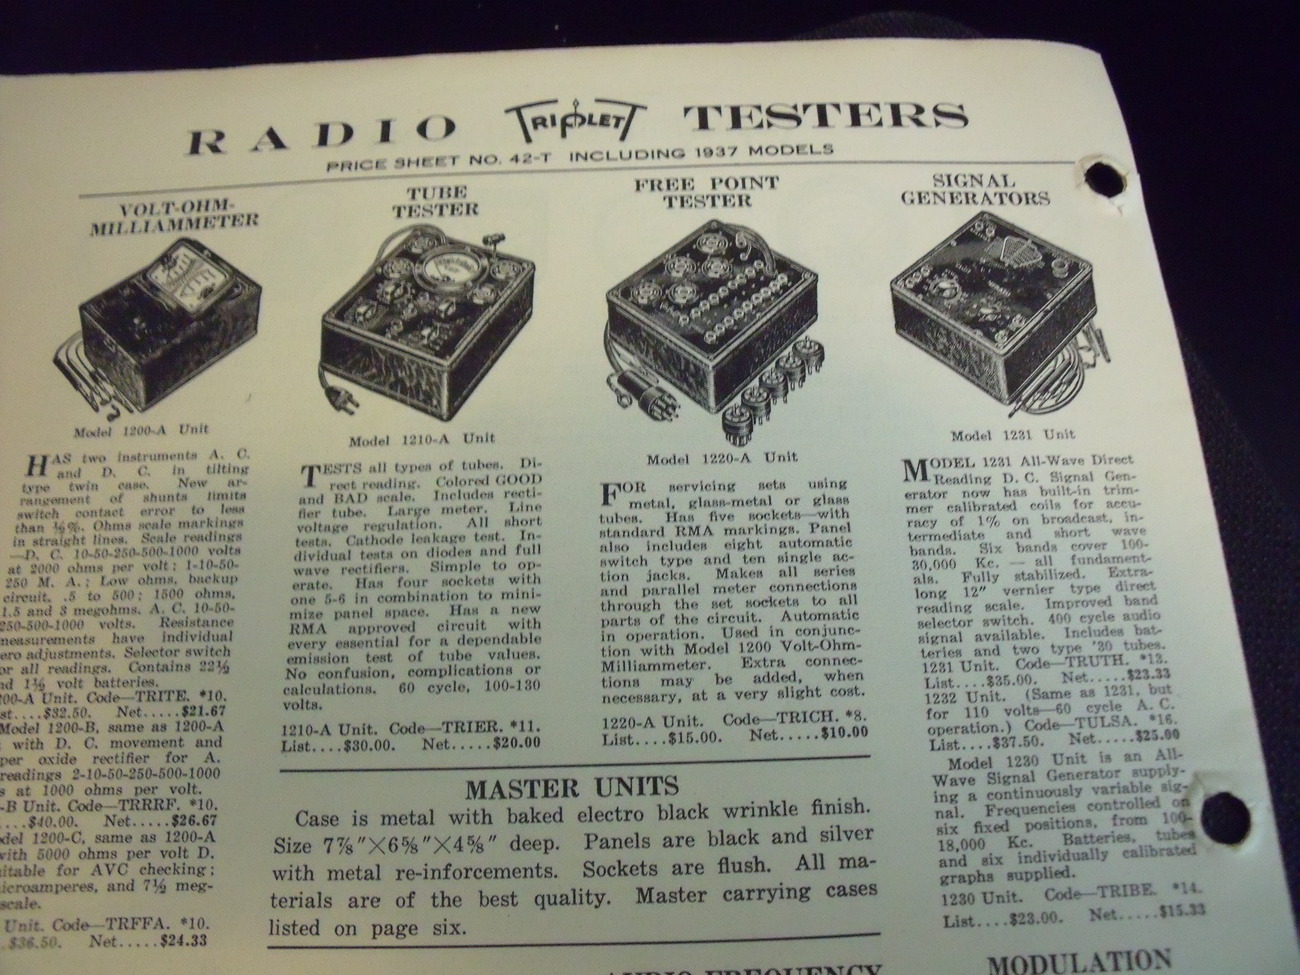 RADIO TRIPLETT TESTERS
PRICE SHEET NO. 42-T INCLUDING 1937 MODELS
VOLT-OHM-
MILLIAMMETER
Model 1200-A Unit
HAS two instruments A. C.
and D. C. in tilting
type twin case. New ar-
rangement of shunts limits
switch contact error to less
than ½%. Ohms scale markings
in straight lines. Scale readings
—D. C. 10-50-250-500-1000 volts
at 2000 ohms per volt; 1-10-50-
250 M. A.; Low ohms, backup
circuit, .5 to 500; 1500 ohms,
1.5 and 3 megohms. A. C. 10-50-
250-500-1000 volts. Resistance
measurements have individual
ero adjustments. Selector switch
or all readings. Contains 22½
nd 1½ volt batteries.
00-A Unit. Code—TRITE. *10.
st....$32.50. Net.....$21.67
Model 1200-B, same as 1200-A
with D. C. movement and
per oxide rectifier for A.
readings 2-10-50-250-500-1000
s at 1000 ohms per volt.
-B Unit. Code—TRRRF. *10.
....$40.00. Net.....$26.67
del 1200-C, same as 1200-A
with 5000 ohms per volt D.
itable for AVC checking;
icroamperes, and 7½ meg-
scale.
Unit. Code—TRFFA. *10.
.$36.50. Net.....$24.33
TUBE
TESTER
Model 1210-A Unit
TESTS all types of tubes. Di-
rect reading. Colored GOOD
and BAD scale. Includes recti-
fier tube. Large meter. Line
voltage regulation. All short
tests. Cathode leakage test. In-
dividual tests on diodes and full
wave rectifiers. Simple to op-
erate. Has four sockets with
one 5-6 in combination to mini-
mize panel space. Has a new
RMA approved circuit with
every essential for a dependable
emission test of tube values.
No confusion, complications or
calculations. 60 cycle, 100-130
volts.
1210-A Unit. Code—TRIER. *11.
List....$30.00. Net.....$20.00
FREE POINT
TESTER
Model 1220-A Unit
FOR servicing sets using
metal, glass-metal or glass
tubes. Has five sockets—with
standard RMA markings. Panel
also includes eight automatic
switch type and ten single ac-
tion jacks. Makes all series
and parallel meter connections
through the set sockets to all
parts of the circuit. Automatic
in operation. Used in conjunc-
tion with Model 1200 Volt-Ohm-
Milliammeter. Extra connec-
tions may be added, when
necessary, at a very slight cost.
1220-A Unit. Code—TRICH. *8.
List....$15.00. Net.....$10.00
MASTER UNITS
Case is metal with baked electro black wrinkle finish.
Size 7⅞"×6⅝"×4⅝" deep. Panels are black and silver
with metal re-inforcements. Sockets are flush. All ma-
terials are of the best quality. Master carrying cases
listed on page six.
SIGNAL
GENERATORS
Model 1231 Unit
MODEL 1231 All-Wave Direct
Reading D. C. Signal Gen-
erator now has built-in trim-
mer calibrated coils for accu-
racy of 1% on broadcast, in-
termediate and short wave
bands. Six bands cover 100-
30,000 Kc. — all fundament-
als. Fully stabilized. Extra-
long 12" vernier type direct
reading scale. Improved band
selector switch. 400 cycle audio
signal available. Includes bat-
teries and two type '30 tubes.
1231 Unit. Code—TRUTH. *13.
List....$35.00. Net.....$23.33
1232 Unit. (Same as 1231, but
for 110 volts—60 cycle A. C.
operation.) Code—TULSA. *16.
List....$37.50. Net.....$25.00
Model 1230 Unit is an All-
Wave Signal Generator supply-
ing a continuously variable sig-
nal. Frequencies controlled on
six fixed positions, from 100-
18,000 Kc. Batteries, tubes
and six individually calibrated
graphs supplied.
1230 Unit. Code—TRIBE. *14.
List....$23.00. Net.....$15.33
AUDIO FREQUENCY
MODULATION